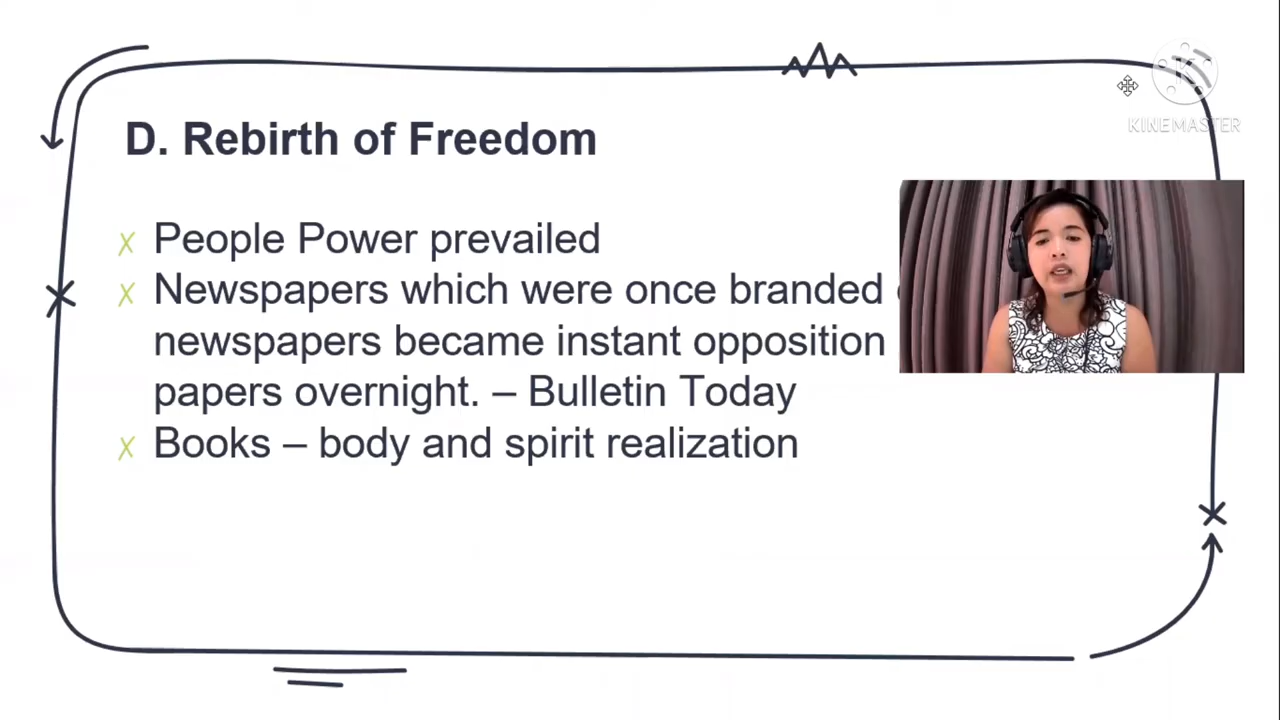 D. Rebirth of Freedom
KINEMASTER
x People Power prevailed
x Newspapers which were once branded
newspapers became instant opposition
papers overnight. – Bulletin Today
x Books – body and spirit realization